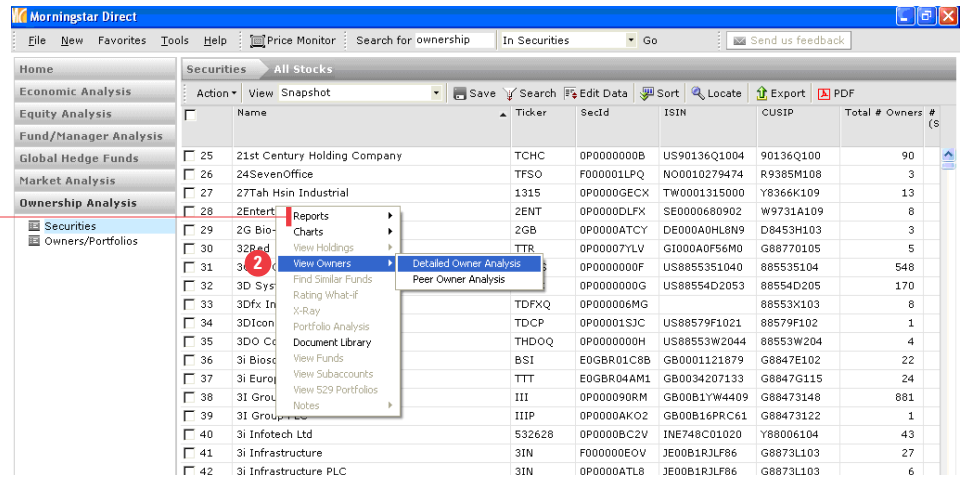 Morningstar Direct
File New Favorites Tools Help Price Monitor Search for ownership In Securities Go Send us feedback
Home
Economic Analysis
Equity Analysis
Fund/Manager Analysis
Global Hedge Funds
Market Analysis
Ownership Analysis
Securities
Owners/Portfolios
Securities All Stocks
Action View Snapshot Save Search Edit Data Sort Locate Export PDF
Name Ticker SecId ISIN CUSIP Total # Owners #
(S
25 21st Century Holding Company TCHC 0P0000000B US90136Q1004 90136Q100 90
26 24SevenOffice TFSO F000001LPQ NO0010279474 R9385M108 3
27 27Tah Hsin Industrial 1315 0P0000GECX TW0001315000 Y8366K109 13
28 2Entert 2ENT 0P0000DLFX SE0000680902 W9731A109 8
29 2G Bio- 2GB 0P0000ATCY DE000A0HL8N9 D8453H103 3
30 32Red TTR 0P00007YLV GI000A0F56M0 G88770105 5
31 0P0000000F US8855351040 885535104 548
32 3D Sys 0P0000000G US88554D2053 88554D205 170
33 3Dfx In TDFXQ 0P0000006MG 88553X103 8
34 3DIcon TDCP 0P00001SJC US88579F1021 88579F102 1
35 3DO Co THDOQ 0P0000000H US88553W2044 88553W204 4
36 3i Biosc BSI E0GBR01C8B GB0001121879 G8847E102 22
37 3i Euro TTT E0GBR04AM1 GB0034207133 G8847G115 24
38 3I Grou III 0P000090RM GB00B1YW4409 G88473148 881
39 3I Group PLC IIIP 0P0000AKO2 GB00B16PRC61 G88473122 1
40 3i Infotech Ltd 532628 0P0000BC2V INE748C01020 Y88006104 43
41 3i Infrastructure 3IN F000000EOV JE00B1RJLF86 G8873L103 27
42 3i Infrastructure PLC 3IN 0P0000ATL8 JE00B1RJLF86 G8873L103 6
2
Reports
Charts
View Holdings
View Owners
Find Similar Funds
Rating What-if
X-Ray
Portfolio Analysis
Document Library
View Funds
View Subaccounts
View 529 Portfolios
Notes
Detailed Owner Analysis
Peer Owner Analysis